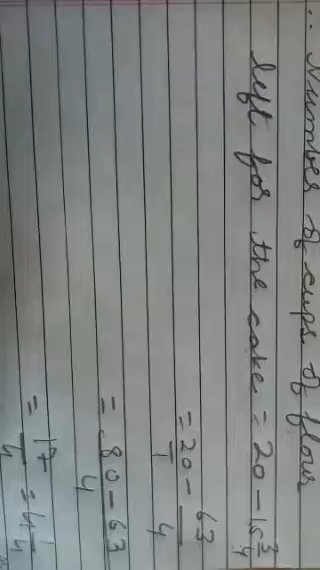 ∴ Number of cups of flour
left for the cake = 20 - 15 3/4
= 20/1 - 63/4
= 80 - 63/4
= 17/4 = 4 1/4